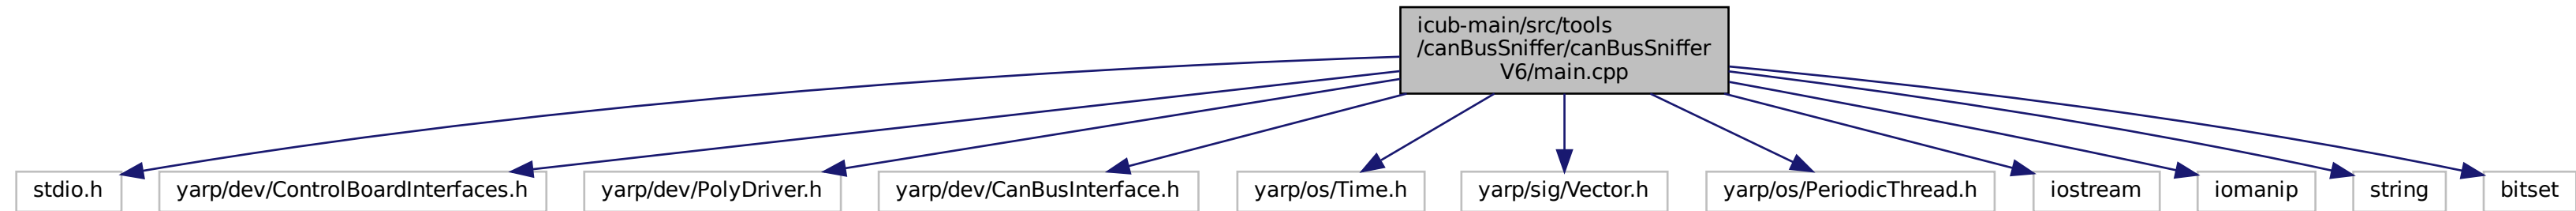 icub-main/src/tools
/canBusSniffer/canBusSniffer
V6/main.cpp
stdio.h
yarp/dev/ControlBoardInterfaces.h
yarp/dev/PolyDriver.h
yarp/dev/CanBusInterface.h
yarp/os/Time.h
yarp/sig/Vector.h
yarp/os/PeriodicThread.h
iostream
iomanip
string
bitset